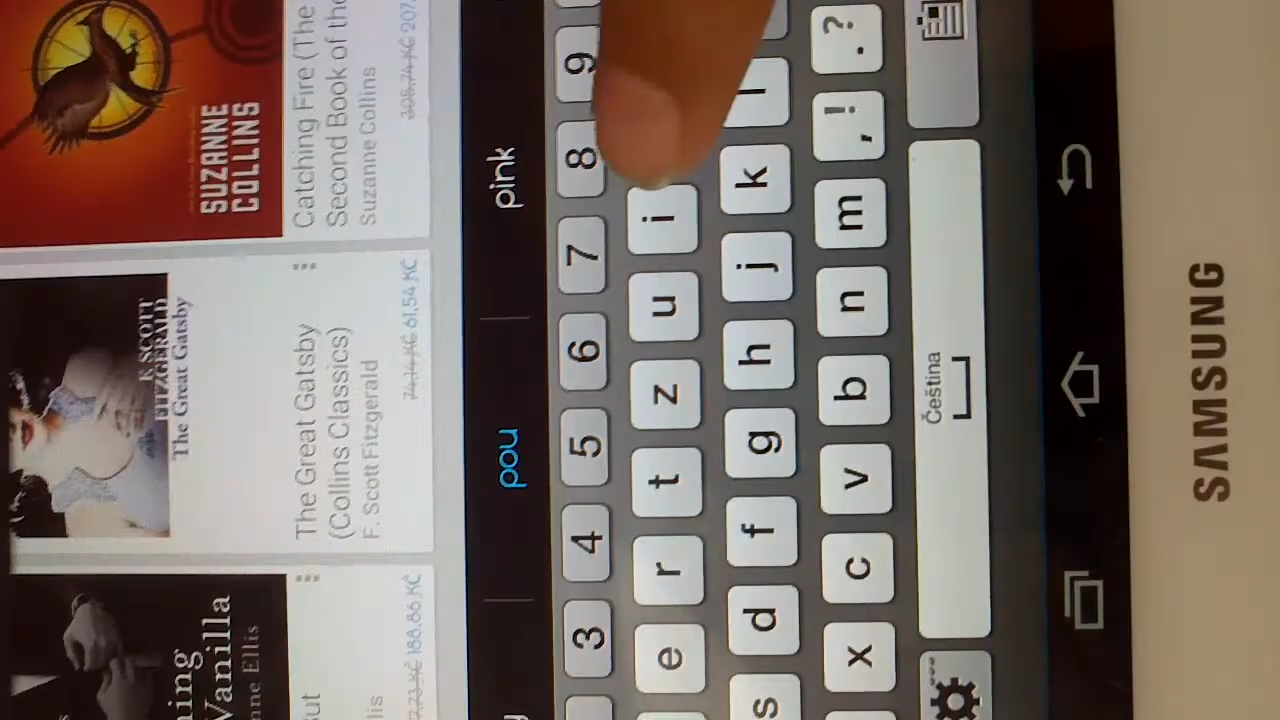 SUZANNE
COLLINS
Catching Fire (The
Second Book of the
Suzanne Collins
F. SCOTT
FITZGERALD
The Great Gatsby
The Great Gatsby
(Collins Classics)
F. Scott Fitzgerald
74,14 Kč 61,54 Kč
Vanilla
nne Ellis
188,86 Kč
pou
pink
3 4 5 6 7 8 9
e r t z u i
s d f g h j k l
x c v b n m , ! . ?
Čeština
SAMSUNG